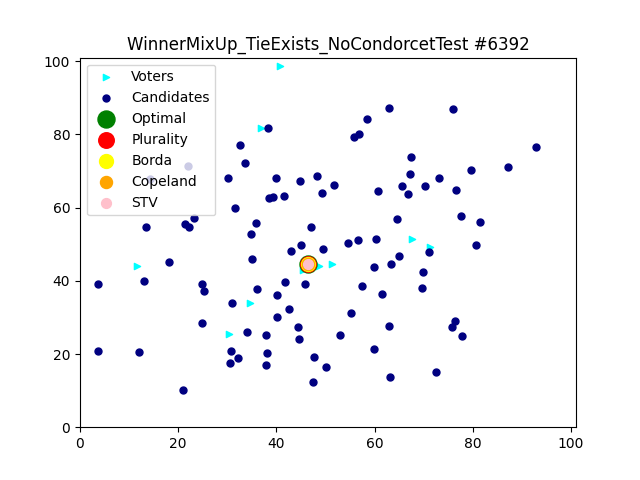 WinnerMixUp_TieExists_NoCondorcetTest #6392
100
80
60
40
20
0
Voters
Candidates
Optimal
Plurality
Borda
Copeland
STV
0 20 40 60 80 100